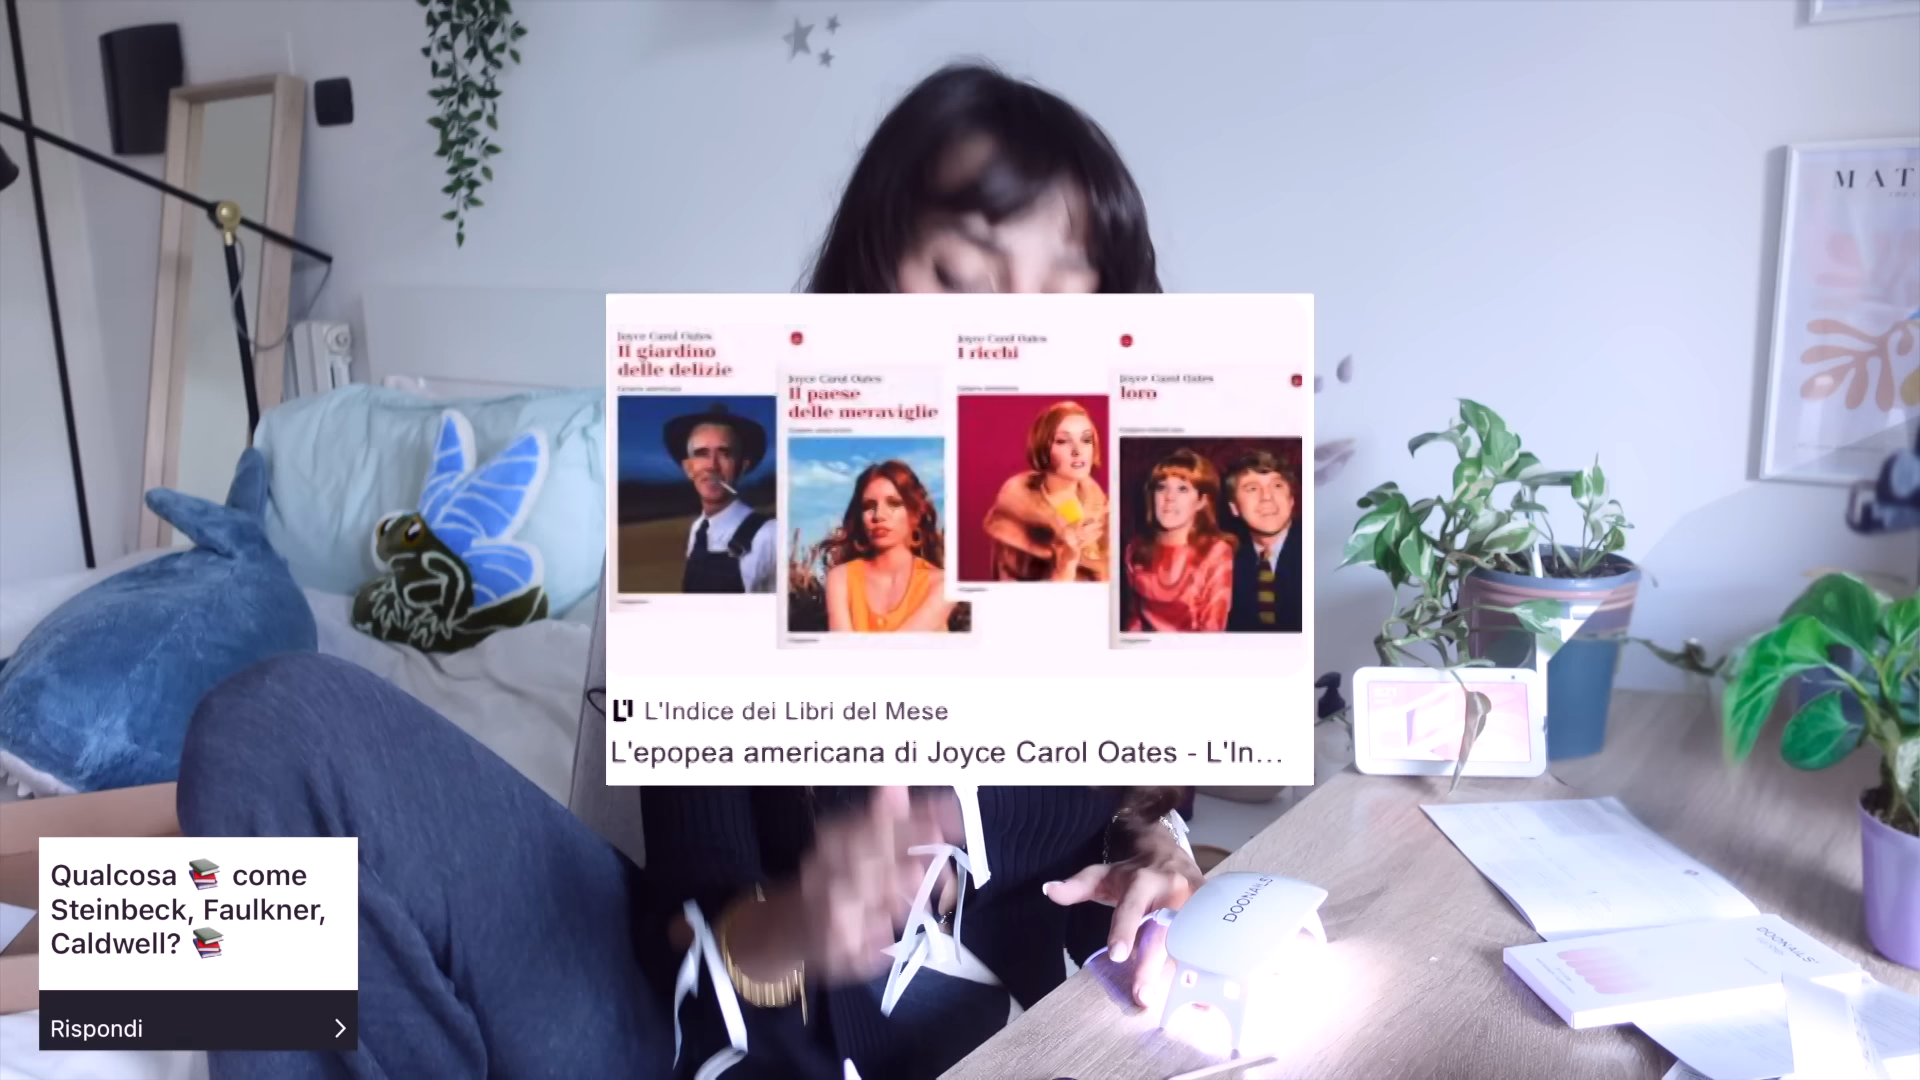 MAT
Joyce Carol Oates
Il giardino
delle delizie
Joyce Carol Oates
Il paese
delle meraviglie
Joyce Carol Oates
I ricchi
Joyce Carol Oates
loro
L'I L'Indice dei Libri del Mese
L'epopea americana di Joyce Carol Oates - L'In...
Qualcosa 📚 come
Steinbeck, Faulkner,
Caldwell? 📚
Rispondi
DOONAILS
DOONAILS